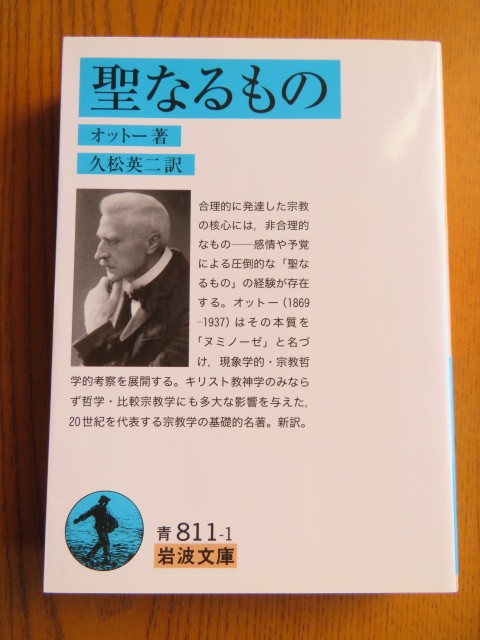 聖なるもの
オットー著
久松英二訳
合理的に発達した宗教
の核心には，非合理的
なもの──感情や予覚
による圧倒的な「聖な
るもの」の経験が存在
する。オットー（1869
-1937）はその本質を
「ヌミノーゼ」と名づ
け，現象学的・宗教哲
学的考察を展開する。キリスト教神学のみなら
ず哲学・比較宗教学にも多大な影響を与えた，
20世紀を代表する宗教学の基礎的名著。新訳。
青811-1
岩波文庫